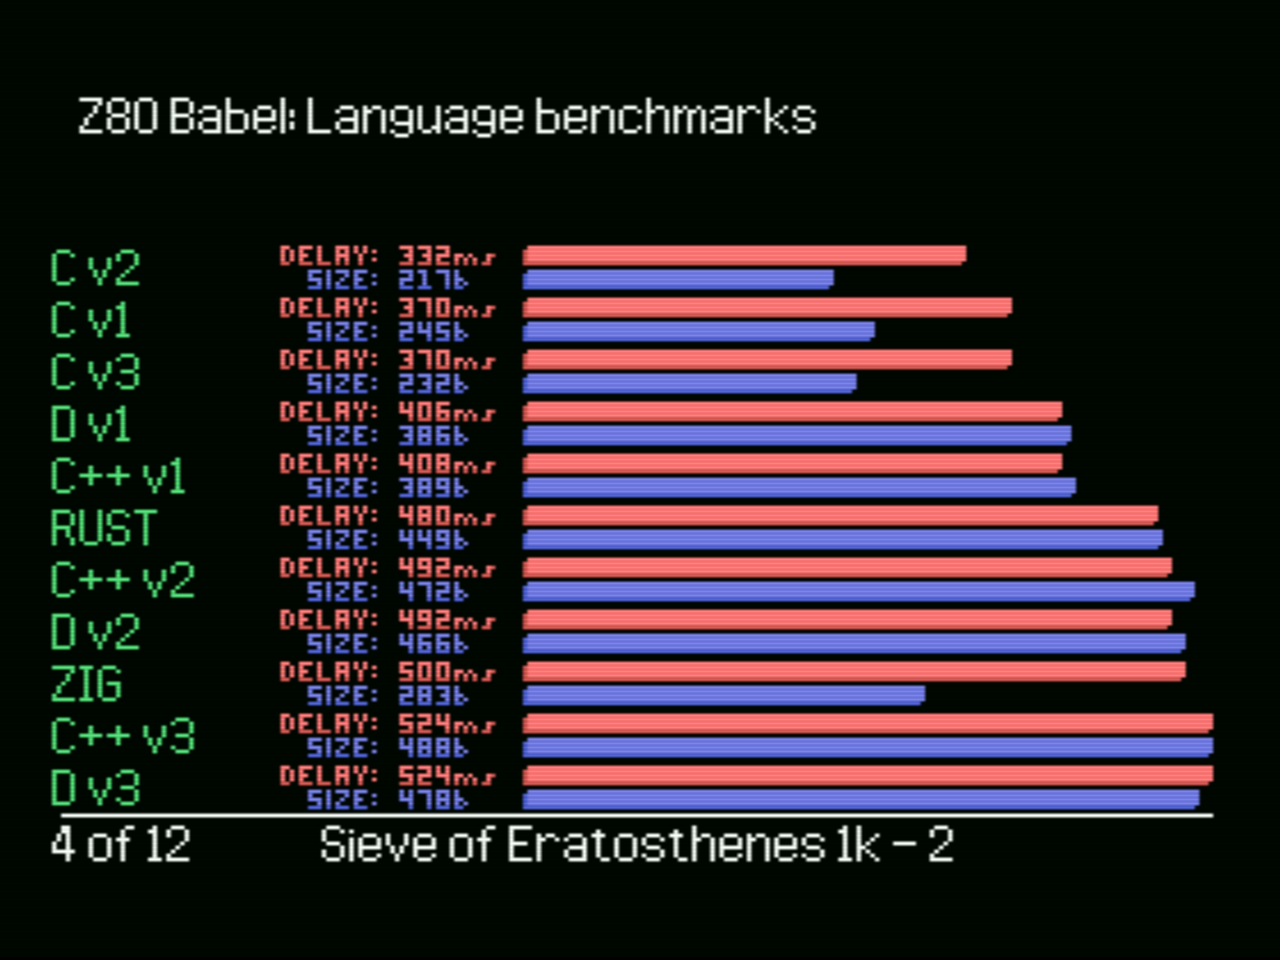 Z80 Babel: Language benchmarks
C v2 DELAY: 332ms
SIZE: 217b
C v1 DELAY: 370ms
SIZE: 245b
C v3 DELAY: 370ms
SIZE: 232b
D v1 DELAY: 406ms
SIZE: 386b
C++ v1 DELAY: 408ms
SIZE: 389b
RUST DELAY: 480ms
SIZE: 449b
C++ v2 DELAY: 492ms
SIZE: 472b
D v2 DELAY: 492ms
SIZE: 466b
ZIG DELAY: 500ms
SIZE: 283b
C++ v3 DELAY: 524ms
SIZE: 488b
D v3 DELAY: 524ms
SIZE: 478b
4 of 12 Sieve of Eratosthenes 1k – 2